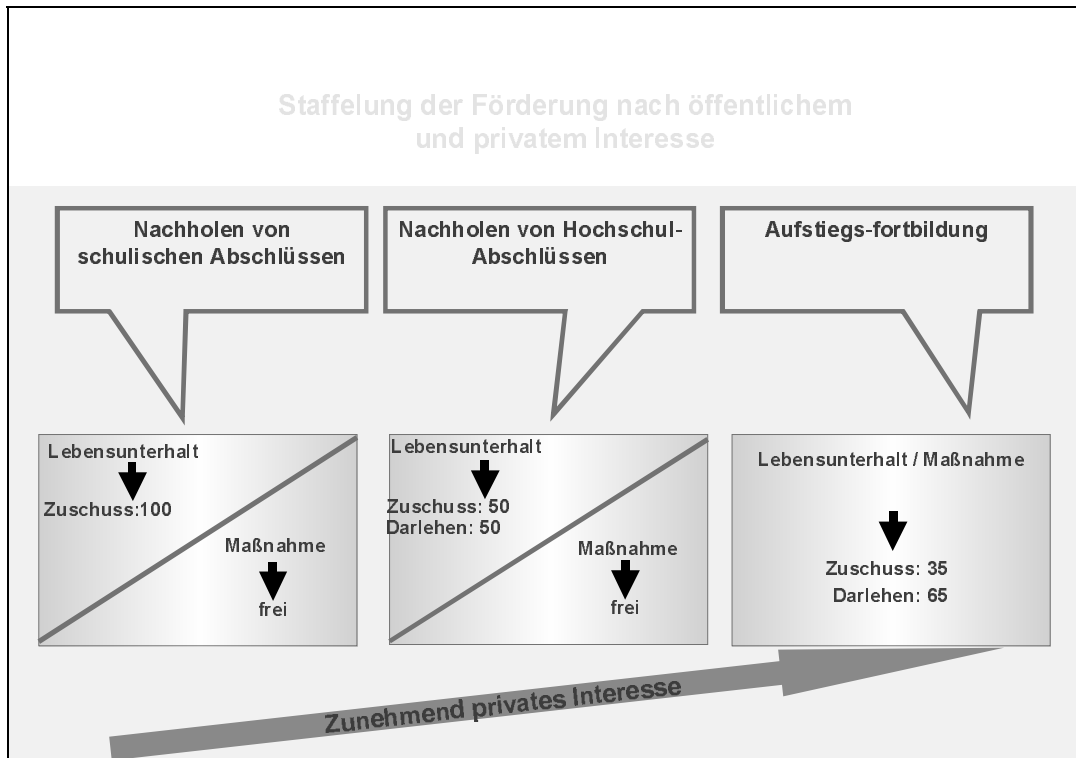 Staffelung der Förderung nach öffentlichem
und privatem Interesse
Nachholen von
schulischen Abschlüssen
Nachholen von Hochschul-
Abschlüssen
Aufstiegs-fortbildung
Lebensunterhalt
Zuschuss:100
Maßnahme
frei
Lebensunterhalt
Zuschuss: 50
Darlehen: 50
Maßnahme
frei
Lebensunterhalt / Maßnahme
Zuschuss: 35
Darlehen: 65
Zunehmend privates Interesse